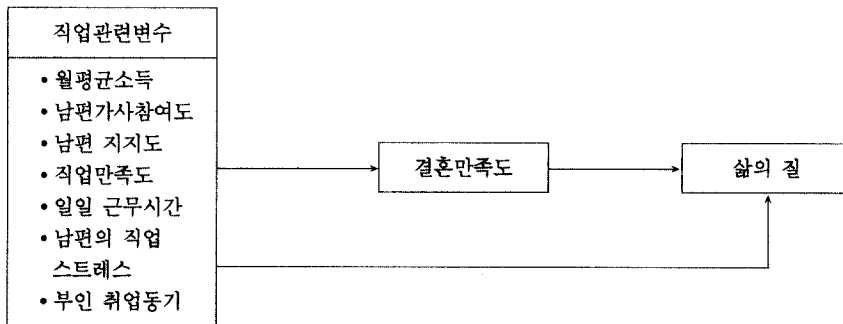 직업관련변수
• 월평균소득
• 남편가사참여도
• 남편 지지도
• 직업만족도
• 일일 근무시간
• 남편의 직업
스트레스
• 부인 취업동기
결혼만족도
삶의 질